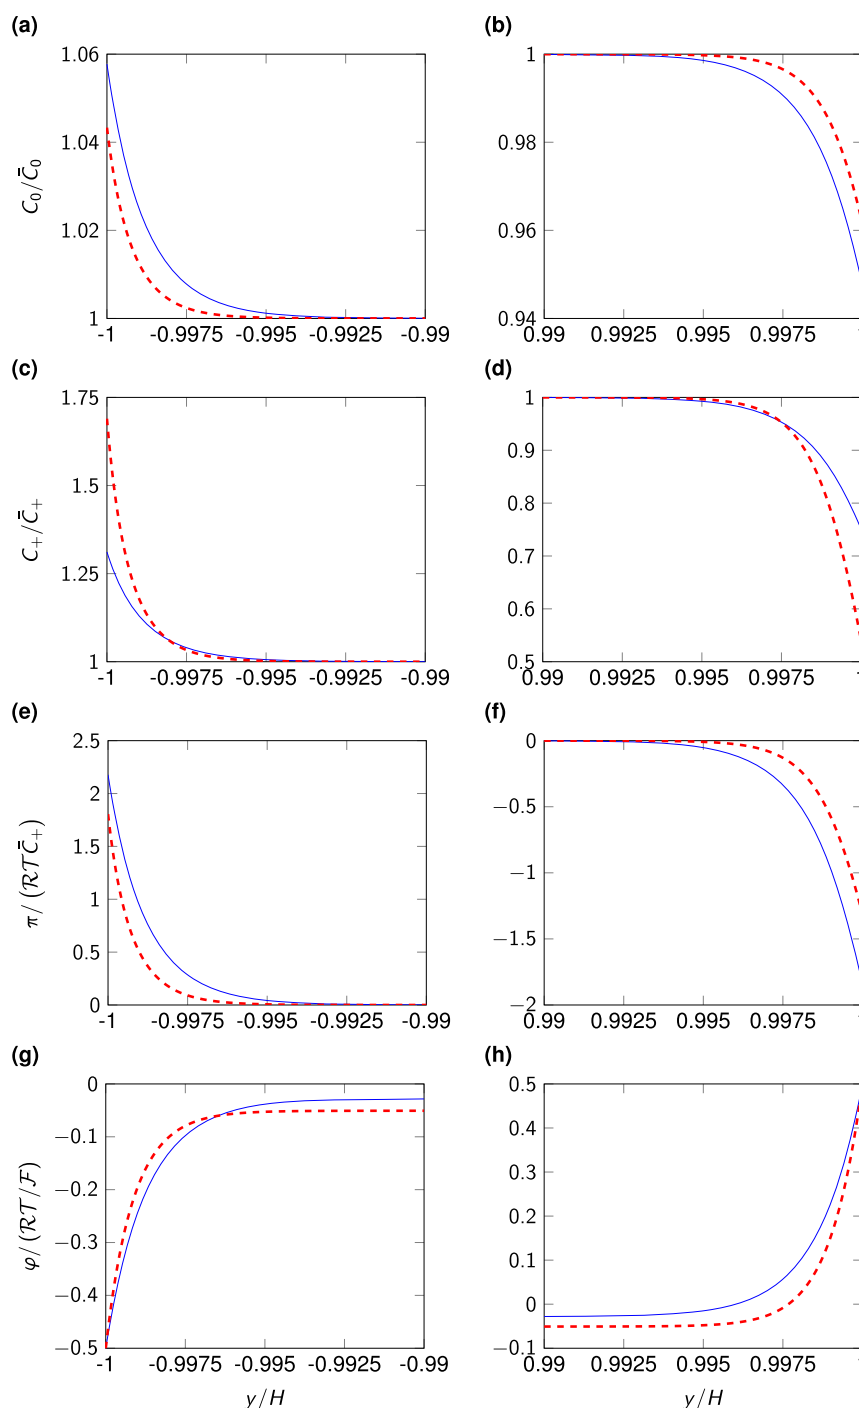 (a) (b)
1.06 1
1.04 0.98
C₀/C̄₀
1.02 0.96
1 0.94
-1 -0.9975 -0.995 -0.9925 -0.99 0.99 0.9925 0.995 0.9975
(c) (d)
1.75 1
0.9
1.5 0.8
C₊/C̄₊
0.7
1.25
0.6
1 0.5
-1 -0.9975 -0.995 -0.9925 -0.99 0.99 0.9925 0.995 0.9975
(e) (f)
2.5 0
2 −0.5
1.5
π/(ℛ𝒯C̄₊)
−1
1
0.5 −1.5
0 −2
-1 -0.9975 -0.995 -0.9925 -0.99 0.99 0.9925 0.995 0.9975
(g) (h)
0 0.5
−0.1 0.4
−0.2 0.3
φ/(ℛ𝒯/ℱ)
0.2
−0.3 0.1
−0.4 0
−0.5 −0.1
-1 -0.9975 -0.995 -0.9925 -0.99 0.99 0.9925 0.995 0.9975
y/H y/H